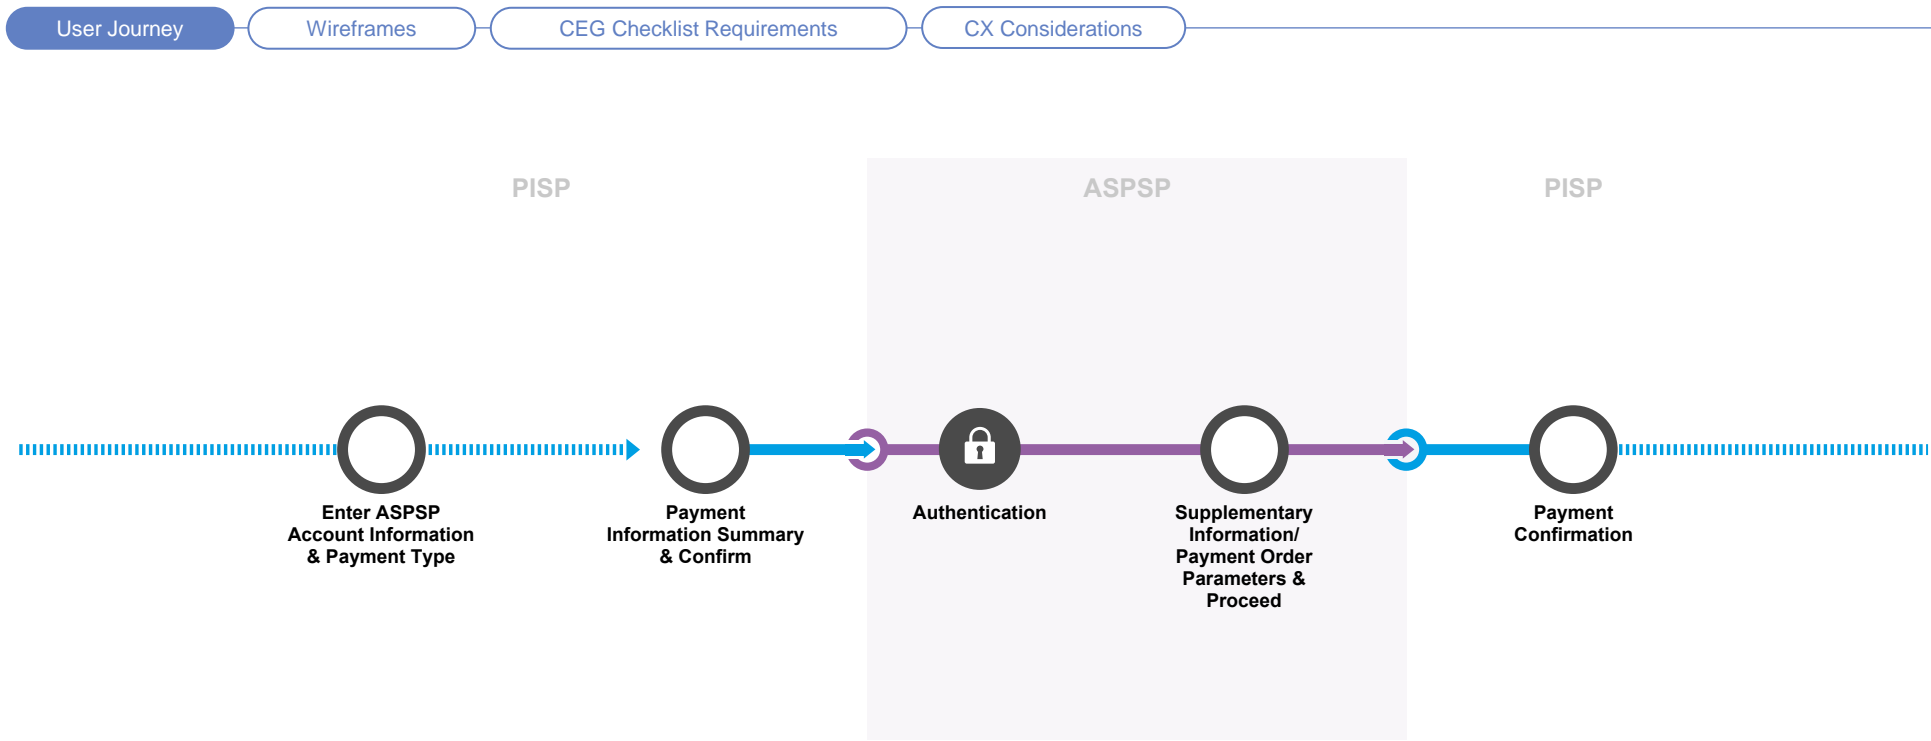 User Journey
Wireframes
CEG Checklist Requirements
CX Considerations
PISP
ASPSP
PISP
Enter ASPSP
Account Information
& Payment Type
Payment
Information Summary
& Confirm
Authentication
Supplementary
Information/
Payment Order
Parameters &
Proceed
Payment
Confirmation